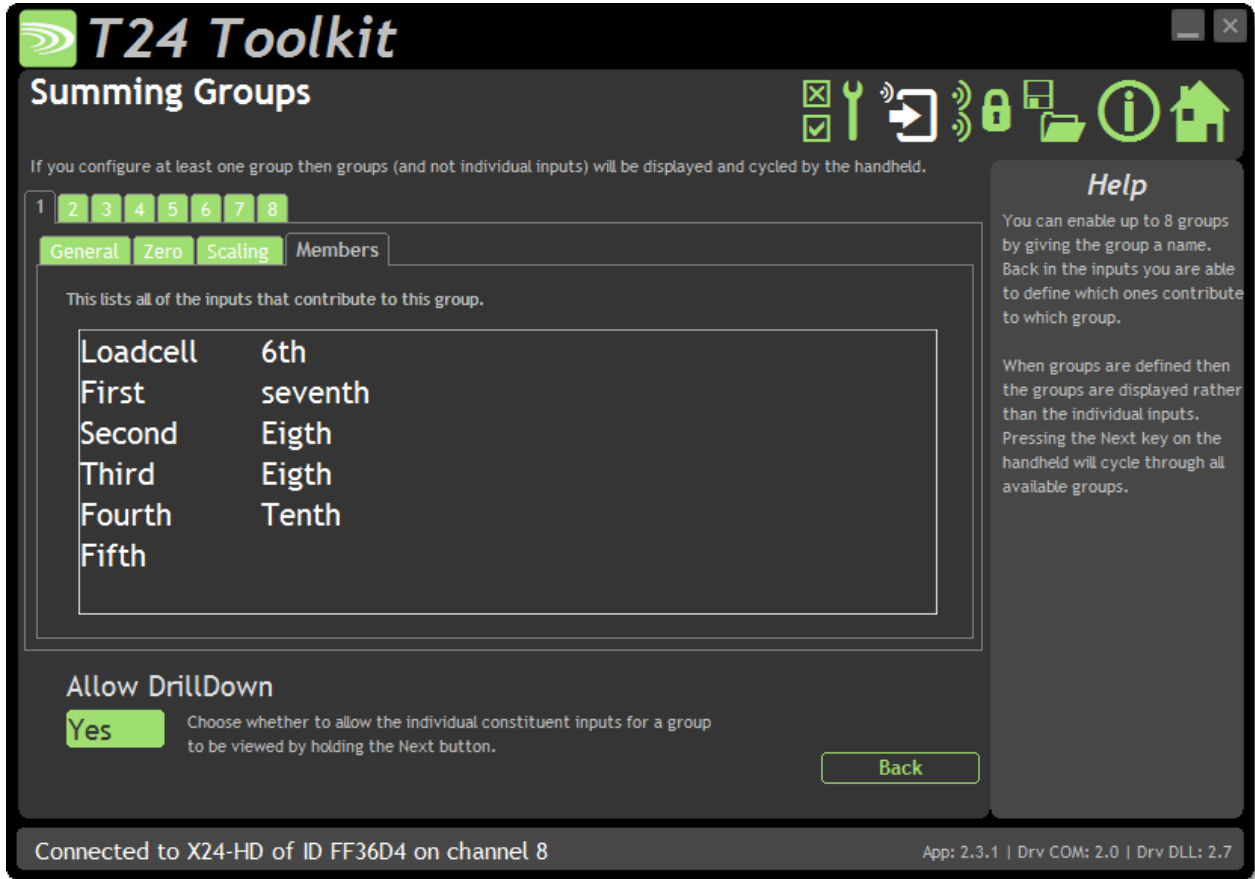 T24 Toolkit
Summing Groups
If you configure at least one group then groups (and not individual inputs) will be displayed and cycled by the handheld.
1 2 3 4 5 6 7 8
General Zero Scaling Members
This lists all of the inputs that contribute to this group.
Loadcell 6th
First seventh
Second Eigth
Third Eigth
Fourth Tenth
Fifth
Allow DrillDown
Yes
Choose whether to allow the individual constituent inputs for a group
to be viewed by holding the Next button.
Back
Help
You can enable up to 8 groups
by giving the group a name.
Back in the inputs you are able
to define which ones contribute
to which group.
When groups are defined then
the groups are displayed rather
than the individual inputs.
Pressing the Next key on the
handheld will cycle through all
available groups.
Connected to X24-HD of ID FF36D4 on channel 8
App: 2.3.1 | Drv COM: 2.0 | Drv DLL: 2.7